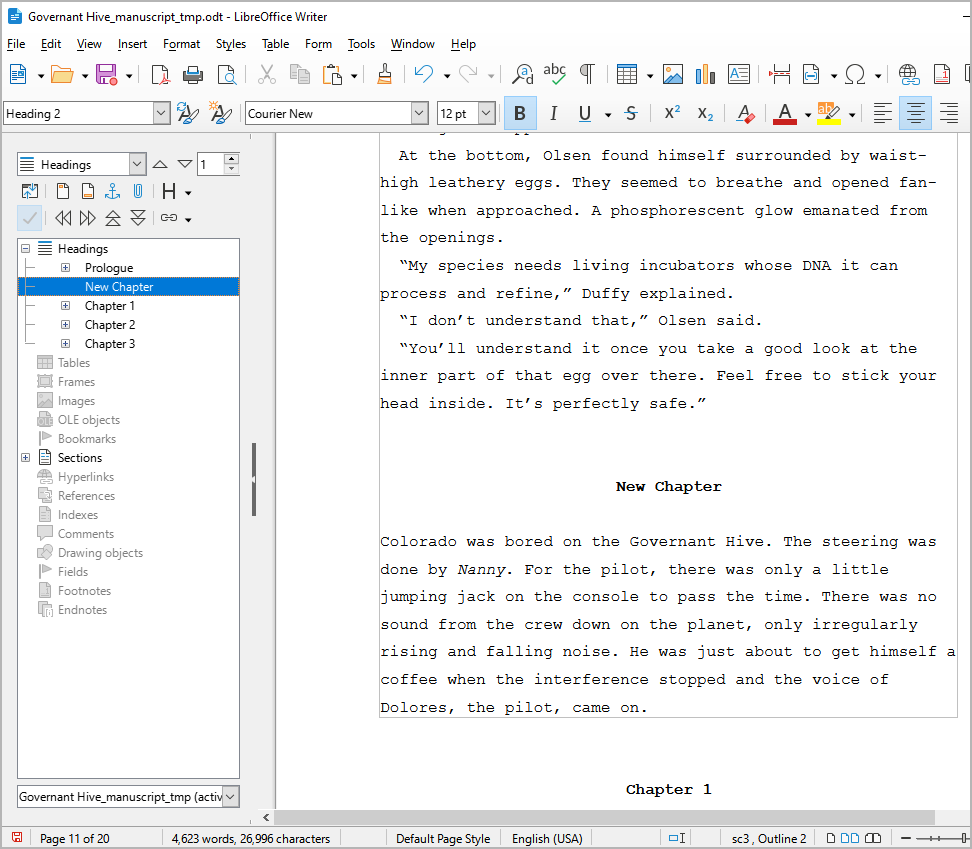 Governant Hive_manuscript_tmp.odt - LibreOffice Writer
File Edit View Insert Format Styles Table Form Tools Window Help
abc
Heading 2 Courier New 12 pt B I U S X² X₂ A ab
Headings 1
H
Headings
Prologue
New Chapter
Chapter 1
Chapter 2
Chapter 3
Tables
Frames
Images
OLE objects
Bookmarks
Sections
Hyperlinks
References
Indexes
Comments
Drawing objects
Fields
Footnotes
Endnotes
Governant Hive_manuscript_tmp (activ
At the bottom, Olsen found himself surrounded by waist-
high leathery eggs. They seemed to breathe and opened fan-
like when approached. A phosphorescent glow emanated from
the openings.
“My species needs living incubators whose DNA it can
process and refine,” Duffy explained.
“I don’t understand that,” Olsen said.
“You’ll understand it once you take a good look at the
inner part of that egg over there. Feel free to stick your
head inside. It’s perfectly safe.”
New Chapter
Colorado was bored on the Governant Hive. The steering was
done by Nanny. For the pilot, there was only a little
jumping jack on the console to pass the time. There was no
sound from the crew down on the planet, only irregularly
rising and falling noise. He was just about to get himself a
coffee when the interference stopped and the voice of
Dolores, the pilot, came on.
Chapter 1
Page 11 of 20 4,623 words, 26,996 characters Default Page Style English (USA) sc3 , Outline 2